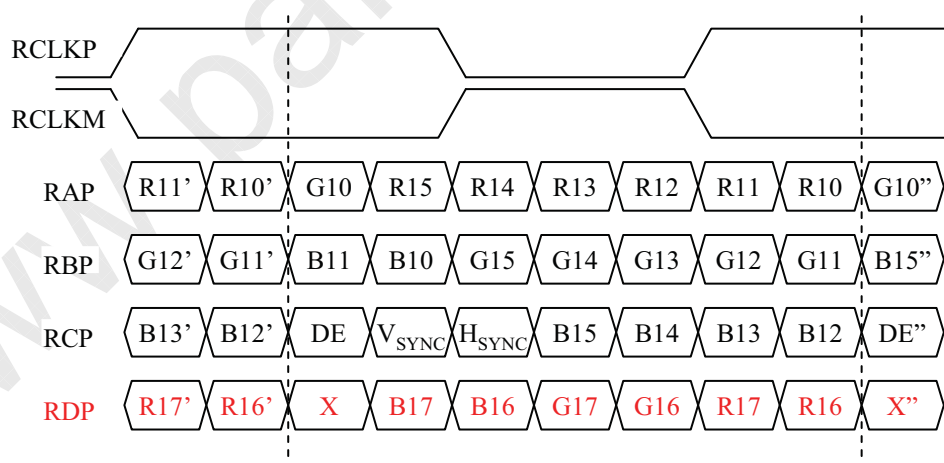 RCLKP
RCLKM
RAP R11’ R10’ G10 R15 R14 R13 R12 R11 R10 G10”
RBP G12’ G11’ B11 B10 G15 G14 G13 G12 G11 B15”
RCP B13’ B12’ DE VSYNC HSYNC B15 B14 B13 B12 DE”
RDP R17’ R16’ X B17 B16 G17 G16 R17 R16 X”
www.pa